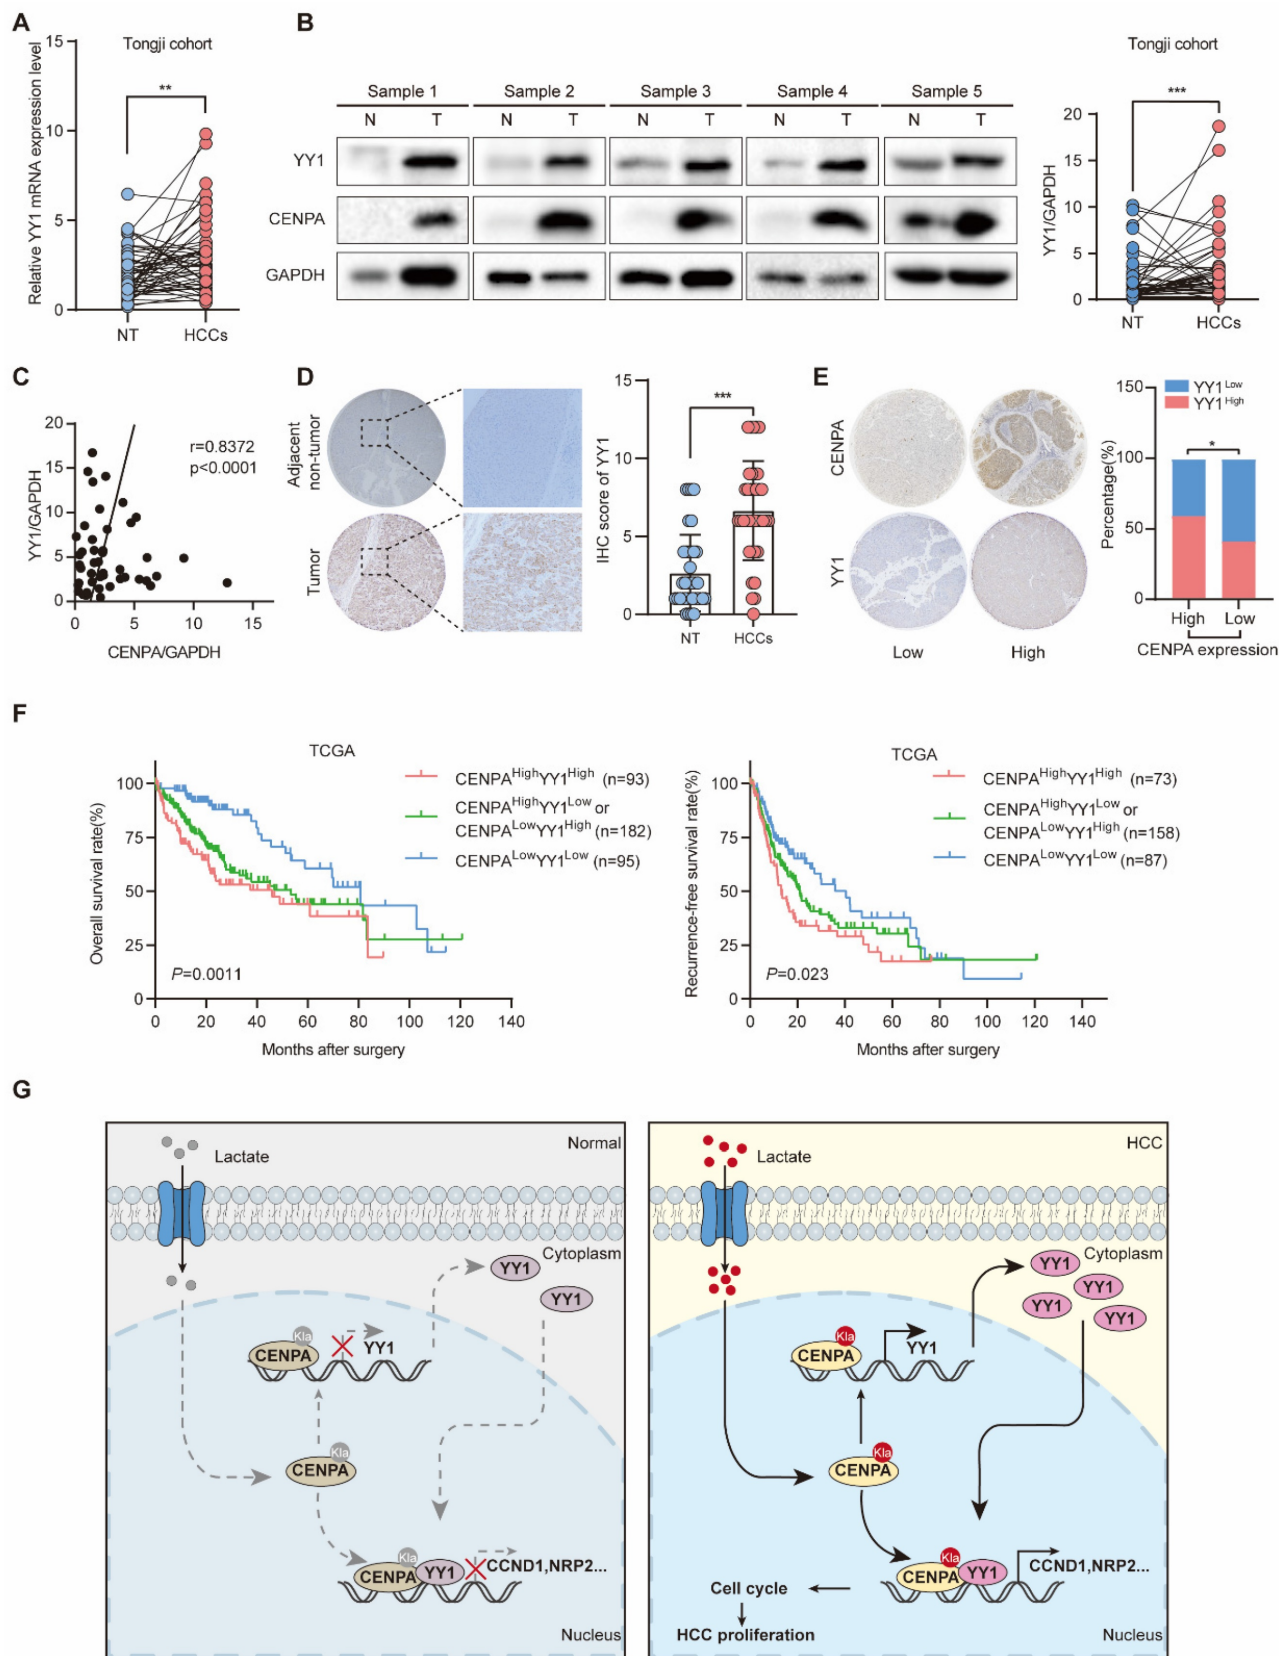 A
Tongji cohort
Relative YY1 mRNA expression level
15
10
5
0
**
NT
HCCs
B
Sample 1
Sample 2
Sample 3
Sample 4
Sample 5
N
T
N
T
N
T
N
T
N
T
YY1
CENPA
GAPDH
Tongji cohort
YY1/GAPDH
20
15
10
5
0
***
NT
HCCs
C
YY1/GAPDH
20
15
10
5
0
r=0.8372
p<0.0001
0
5
10
15
CENPA/GAPDH
D
Adjacent
non-tumor
Tumor
IHC score of YY1
15
10
5
0
***
NT
HCCs
E
CENPA
YY1
Low
High
YY1Low
YY1High
Percentage(%)
150
100
50
0
*
High
Low
CENPA expression
F
TCGA
Overall survival rate(%)
100
75
50
25
0
CENPAHighYY1High (n=93)
CENPAHighYY1Low or
CENPALowYY1High (n=182)
CENPALowYY1Low (n=95)
P=0.0011
0
20
40
60
80
100
120
140
Months after surgery
TCGA
Recurrence-free survival rate(%)
100
75
50
25
0
CENPAHighYY1High (n=73)
CENPAHighYY1Low or
CENPALowYY1High (n=158)
CENPALowYY1Low (n=87)
P=0.023
0
20
40
60
80
100
120
140
Months after surgery
G
Normal
Lactate
Cytoplasm
YY1
YY1
Kla
CENPA
YY1
Kla
CENPA
Kla
CENPA
YY1
CCND1,NRP2...
Nucleus
HCC
Lactate
Cytoplasm
YY1
YY1
YY1
YY1
Kla
CENPA
YY1
Kla
CENPA
Kla
CENPA
YY1
CCND1,NRP2...
Cell cycle
HCC proliferation
Nucleus